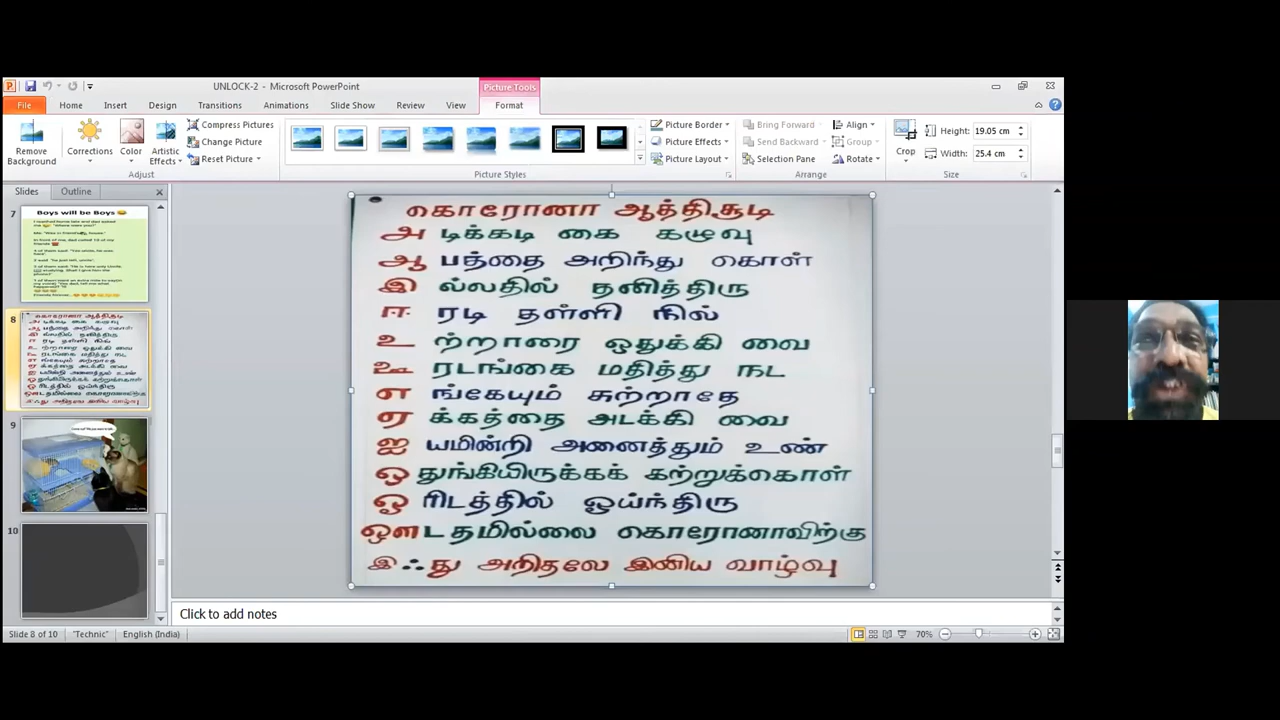 UNLOCK-2 - Microsoft PowerPoint
Picture Tools
File Home Insert Design Transitions Animations Slide Show Review View Format
Remove Background
Corrections
Color
Artistic Effects
Compress Pictures
Change Picture
Reset Picture
Adjust
Picture Styles
Picture Border
Picture Effects
Picture Layout
Bring Forward
Send Backward
Selection Pane
Align
Group
Rotate
Arrange
Crop
Height: 19.05 cm
Width: 25.4 cm
Size
Slides Outline
7
Boys will be Boys
8
9
10
கொரோனா ஆத்திசூடி
அ டிக்கடி கை கழுவு
ஆ பத்தை அறிந்து கொள்
இ ல்லதில் தனித்திரு
ஈ ரடி தள்ளி நில்
உ ற்றாரை ஒதுக்கி வை
ஊ ரடங்கை மதித்து நட
எ ங்கேயும் சுற்றாதே
ஏ க்கத்தை அடக்கி வை
ஐ யமின்றி அனைத்தும் உண்
ஒ துங்கியிருக்கக் கற்றுக்கொள்
ஓ ரிடத்தில் ஓய்ந்திரு
ஔ டதமில்லை கொரோனாவிற்கு
இஃது அறிதலே இனிய வாழ்வு
Click to add notes
Slide 8 of 10 "Technic" English (India) 70%